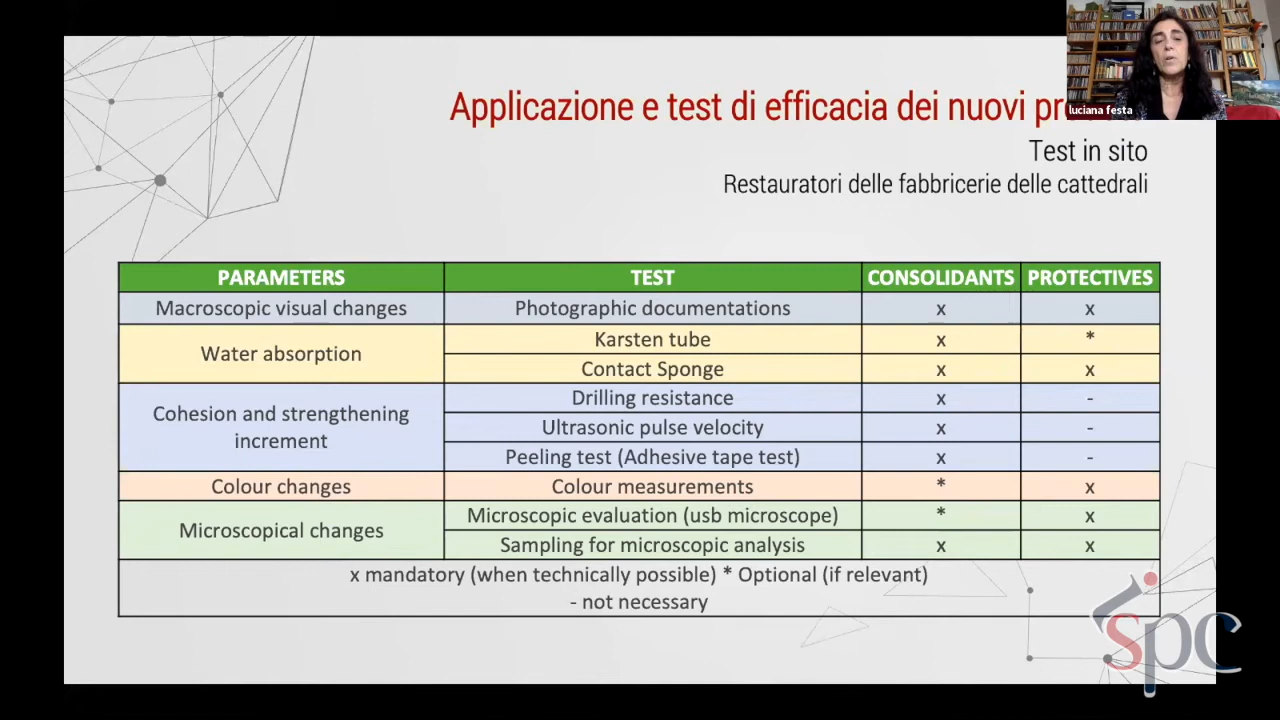 Applicazione e test di efficacia dei nuovi
luciana festa
Test in sito
Restauratori delle fabbricerie delle cattedrali
PARAMETERS TEST CONSOLIDANTS PROTECTIVES
Macroscopic visual changes Photographic documentations x x
Water absorption
Karsten tube x *
Contact Sponge x x
Cohesion and strengthening increment
Drilling resistance x -
Ultrasonic pulse velocity x -
Peeling test (Adhesive tape test) x -
Colour changes Colour measurements * x
Microscopical changes
Microscopic evaluation (usb microscope) * x
Sampling for microscopic analysis x x
x mandatory (when technically possible) * Optional (if relevant)
- not necessary
spc